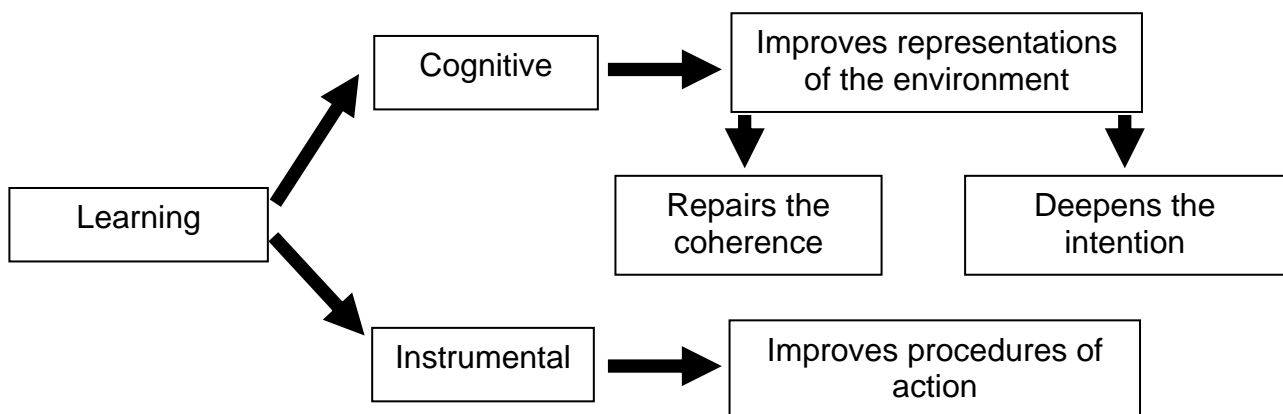 Cognitive
Improves representations
of the environment
Learning
Repairs the
coherence
Deepens the
intention
Instrumental
Improves procedures of
action